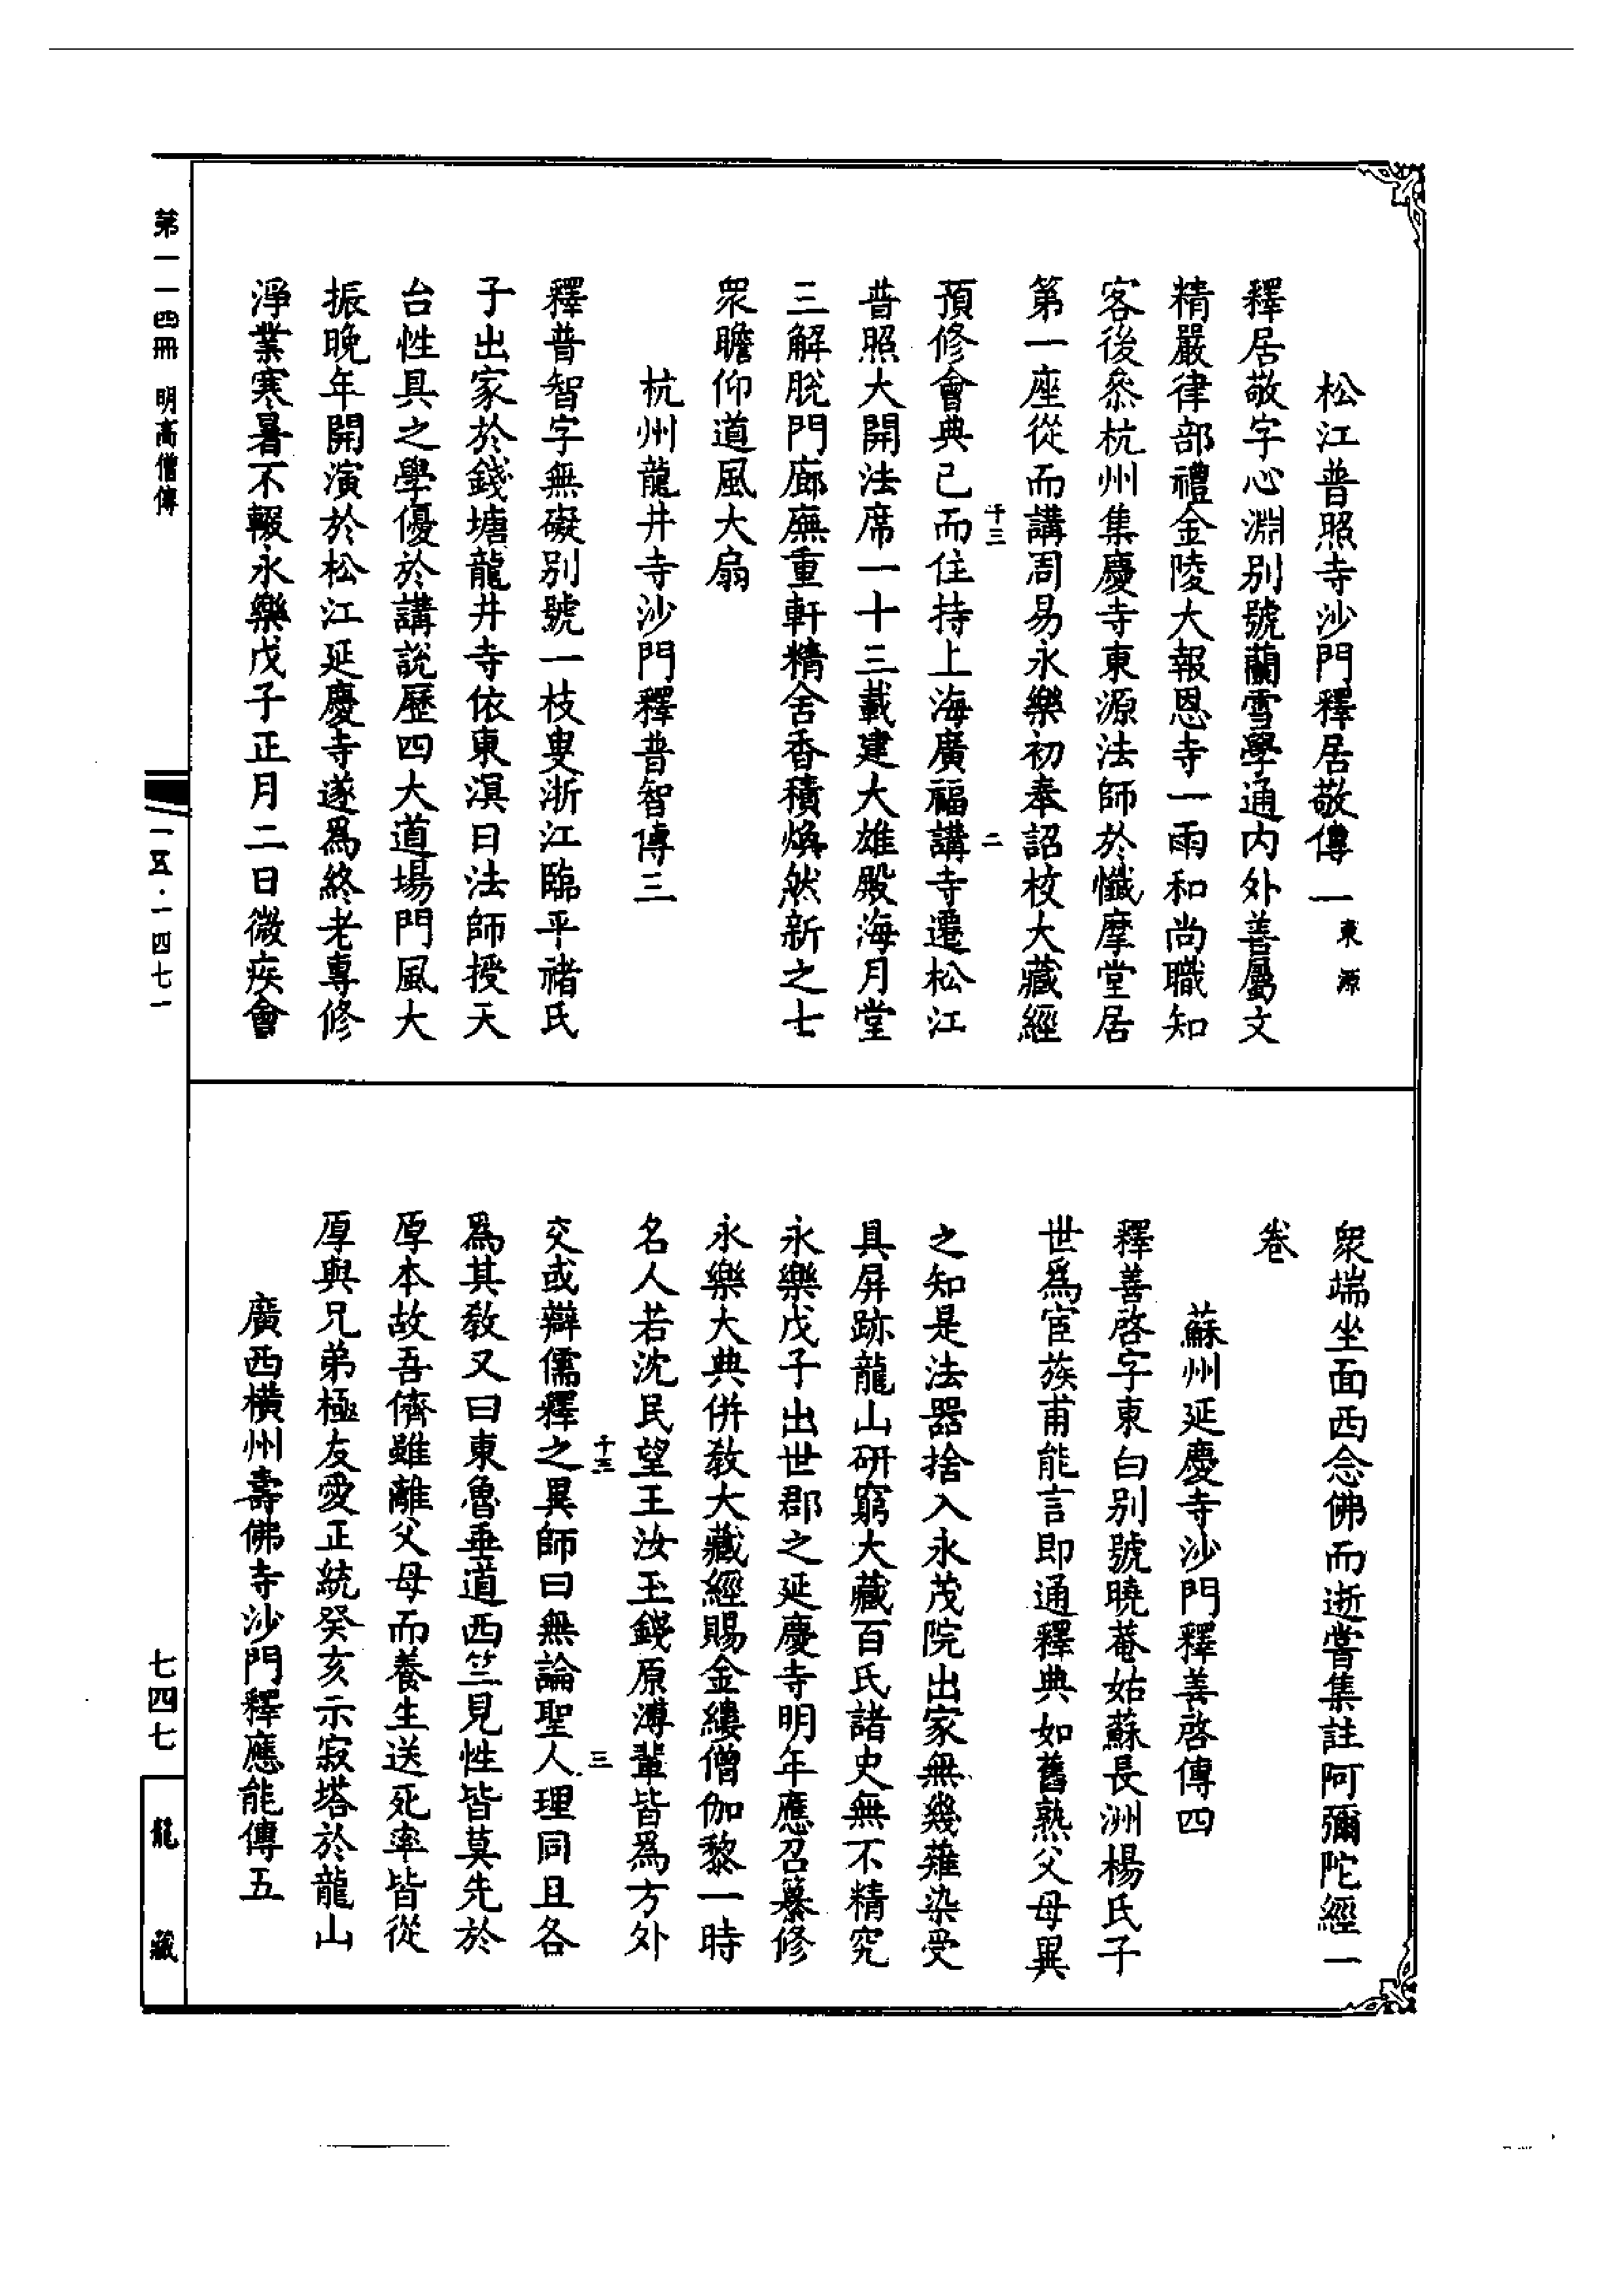 松江普照寺沙門釋居敬傳一東源
釋居敬字心淵別號蘭雪學通内外善屬文
精嚴律部禮金陵大報恩寺一雨和尚職知
客後叅杭州集慶寺東源法師於懺摩堂居
第一座從而講周易永樂初奉詔校大藏經
十三
二
預修會典已而住持上海廣福講寺遷松江
普照大開法席一十三載建大雄殿海月堂
三解脫門廊廡重軒精舍香積煥然新之七
衆瞻仰道風大扇
杭州龍井寺沙門釋普智傳三
釋普智字無礙別號一枝叟浙江臨平禇氏
子出家於錢塘龍井寺依東溟日法師授天
台性具之學優於講說歷四大道場門風大
振晚年開演於松江延慶寺遂爲終老專修
淨業寒暑不輟永樂戊子正月二日微疾會
衆端坐面西念佛而逝嘗集註阿彌陀經一
卷
蘇州延慶寺沙門釋善啓傳四
釋善啓字東白別號曉菴姑蘇長洲楊氏子
世爲宦族甫能言即通釋典如舊熟父母異
之知是法器捨入永茂院出家無幾薙染受
具屏跡龍山研窮大藏百氏諸史無不精究
永樂戊子出世郡之延慶寺明年應召纂修
永樂大典併教大藏經賜金縷僧伽黎一時
名人若沈民望王汝玉錢原溥輩皆爲方外
十三
三
交或辯儒釋之異師曰無論聖人理同且各
爲其教又曰東魯垂道西竺見性皆莫先於
厚本故吾儕雖離父母而養生送死率皆從
厚與兄弟極友愛正統癸亥示寂塔於龍山
廣西橫州壽佛寺沙門釋應能傳五
第一一四冊 明高僧傳
一五·一四七一
七四七
龍藏